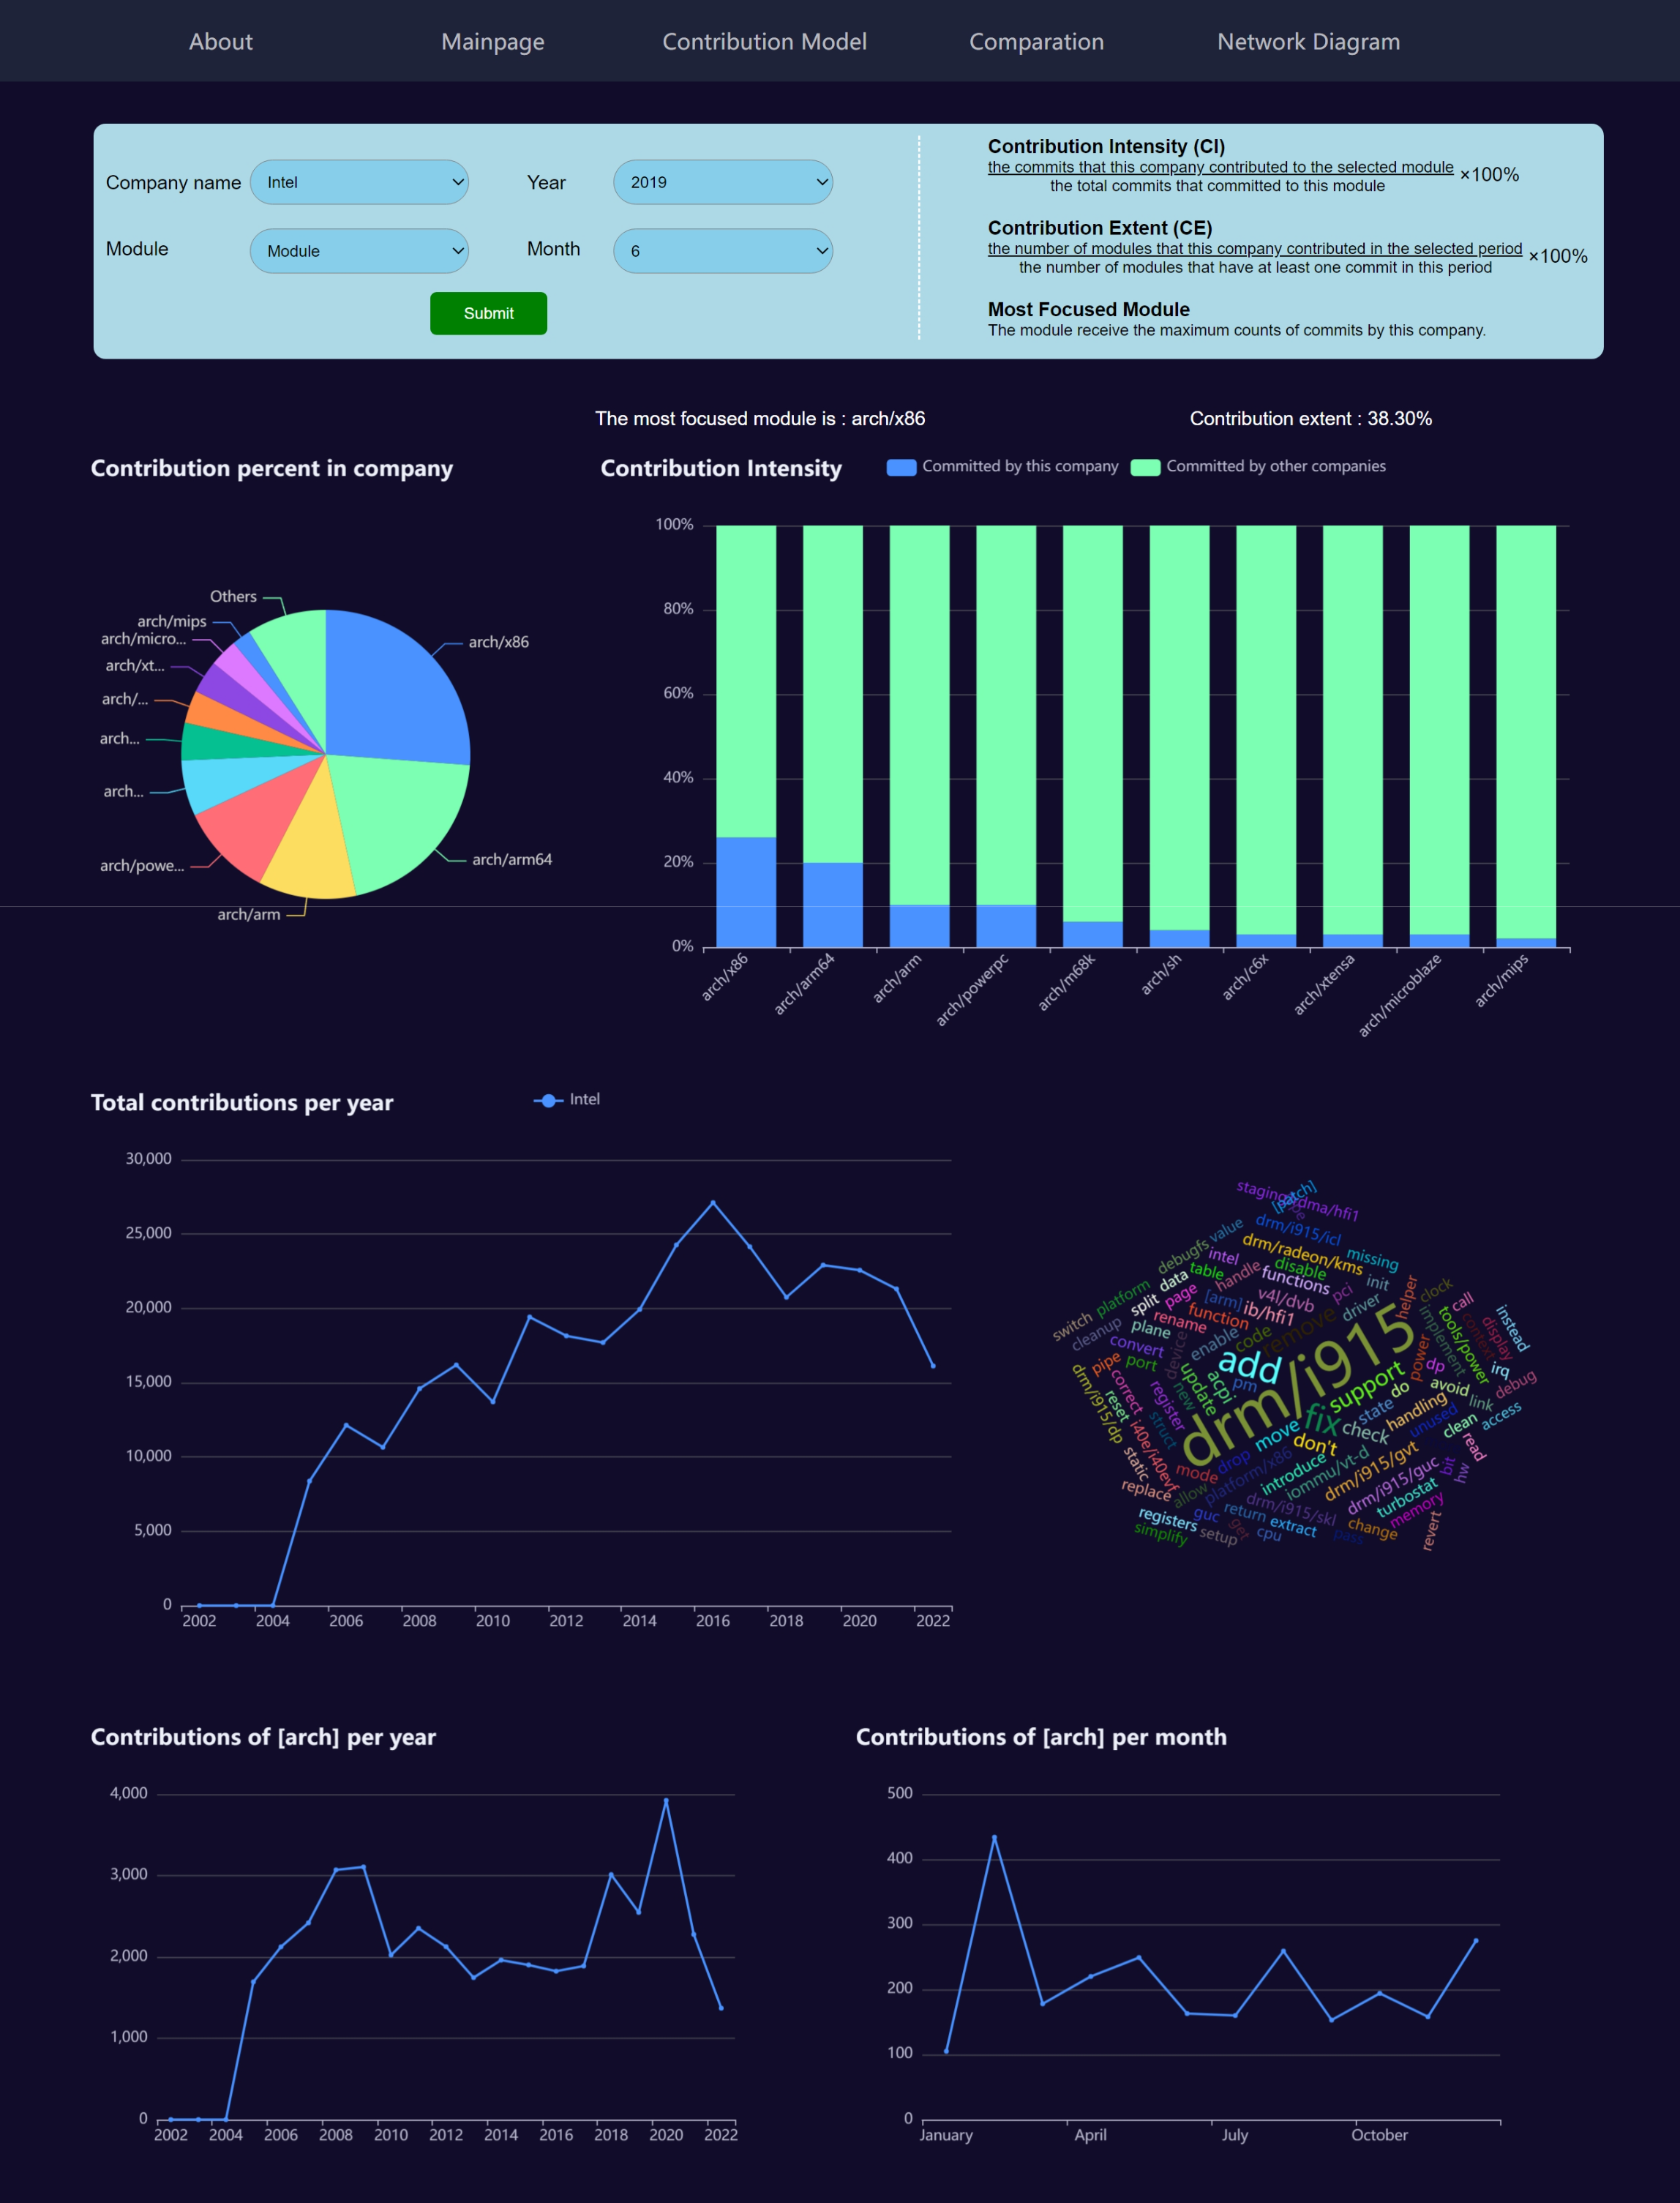 About Mainpage Contribution Model Comparation Network Diagram
Company name Intel Year 2019
Module Module Month 6
Submit
Contribution Intensity (CI)
the commits that this company contributed to the selected module ×100%
the total commits that committed to this module
Contribution Extent (CE)
the number of modules that this company contributed in the selected period ×100%
the number of modules that have at least one commit in this period
Most Focused Module
The module receive the maximum counts of commits by this company.
The most focused module is : arch/x86 Contribution extent : 38.30%
Contribution percent in company
Others
arch/mips
arch/micro...
arch/xt...
arch/...
arch...
arch...
arch/powe...
arch/arm
arch/x86
arch/arm64
Contribution Intensity Committed by this company Committed by other companies
100%
80%
60%
40%
20%
0%
arch/x86 arch/arm64 arch/arm arch/powerpc arch/m68k arch/sh arch/c6x arch/xtensa arch/microblaze arch/mips
Total contributions per year Intel
30,000
25,000
20,000
15,000
10,000
5,000
0
2002 2004 2006 2008 2010 2012 2014 2016 2018 2020 2022
staging
[patch]
dma/hfi1
drm/i915/icl
value
debugfs
drm/radeon/kms
missing
intel
table
handle
disable
functions
init
pci
data
platform
split
page
[arm]
v4l/dvb
driver
helper
clock
call
switch
cleanup
rename
function
ib/hfi1
plane
enable
code
remove
implement
tools/power
context
display
instead
convert
device
pipe
port
add
drm/i915
power
dp
irq
debug
drm/i915/dp
correct
register
new
update
acpi
pm
support
do
avoid
link
access
reset
struct
i40e/i40evf
fix
move
don't
check
state
handling
unused
clean
read
static
mode
drop
platform/x86
introduce
iommu/vt-d
drm/i915/gvt
drm/i915/guc
bit
hw
replace
allow
drm/i915/skl
turbostat
memory
registers
guc
return
extract
simplify
setup
get
cpu
pass
change
revert
Contributions of [arch] per year
4,000
3,000
2,000
1,000
0
2002 2004 2006 2008 2010 2012 2014 2016 2018 2020 2022
Contributions of [arch] per month
500
400
300
200
100
0
January April July October